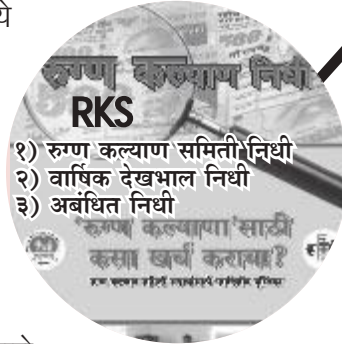 ये
रुग्ण कल्याण निधी
RKS
१) रुग्ण कल्याण समिती निधी
२) वार्षिक देखभाल निधी
३) अबंधित निधी
'रुग्ण कल्याणा'साठी
कसा खर्च कराया?